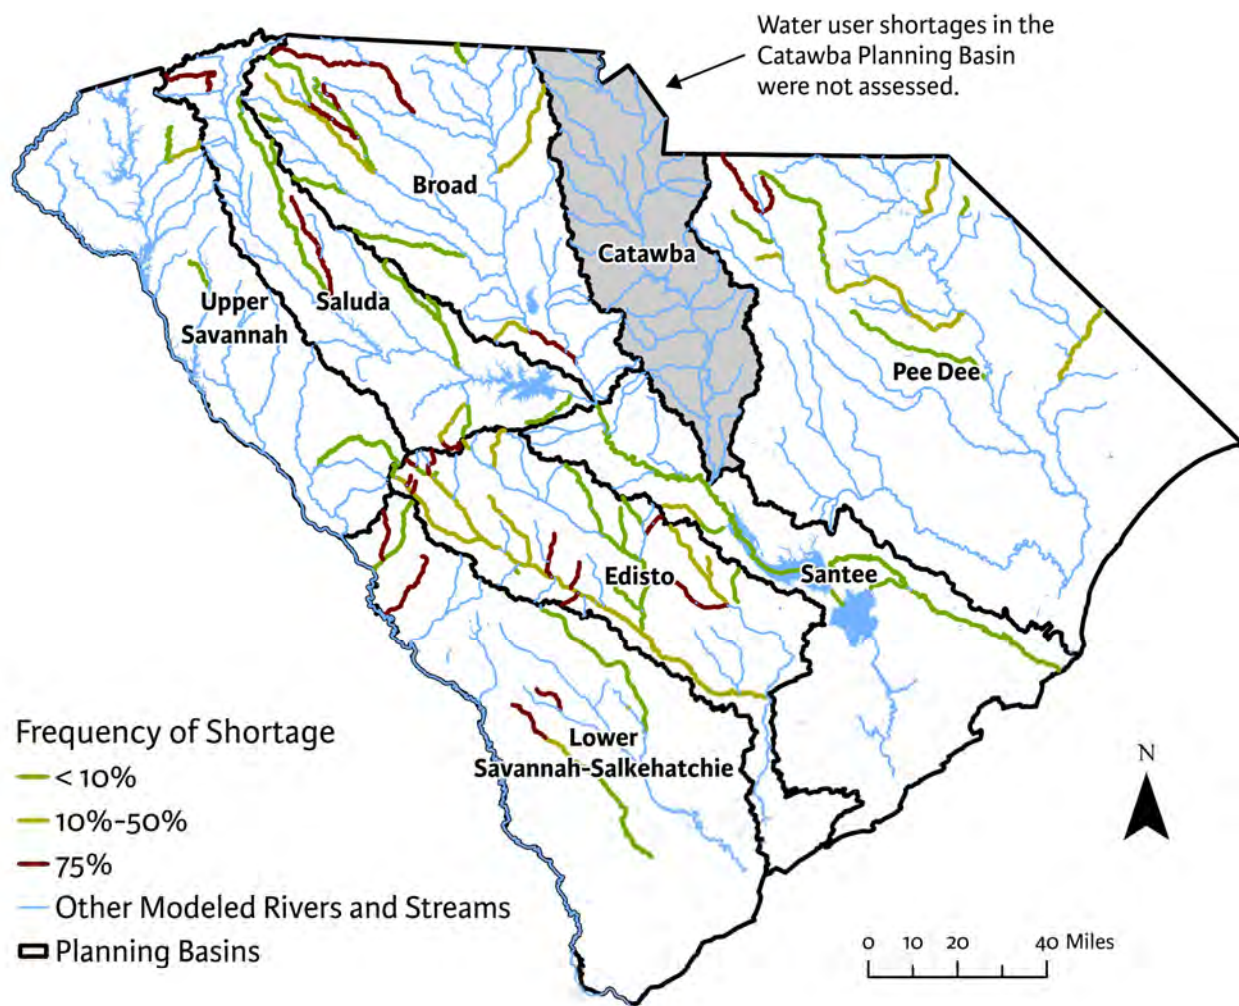 Water user shortages in the
Catawba Planning Basin
were not assessed.
Broad
Catawba
Upper
Savannah
Saluda
Pee Dee
Edisto
Santee
Lower
Savannah-Salkehatchie
Frequency of Shortage
< 10%
10%-50%
75%
Other Modeled Rivers and Streams
Planning Basins
N
0 10 20 40 Miles